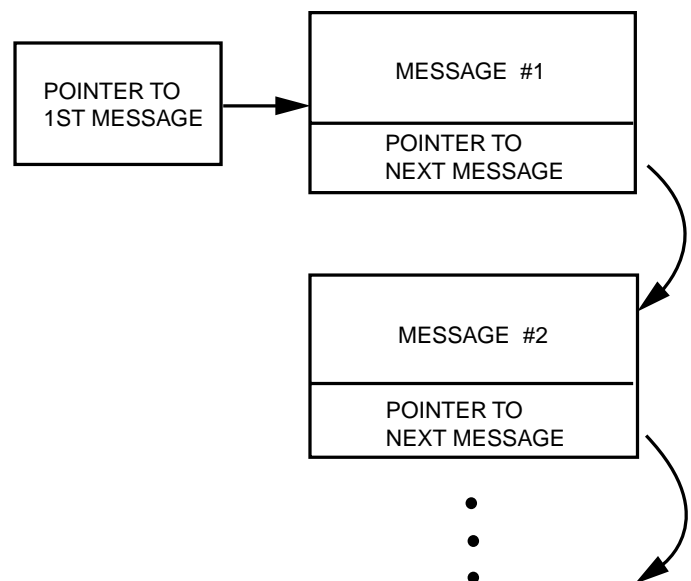 POINTER TO
1ST MESSAGE
MESSAGE #1
POINTER TO
NEXT MESSAGE
MESSAGE #2
POINTER TO
NEXT MESSAGE